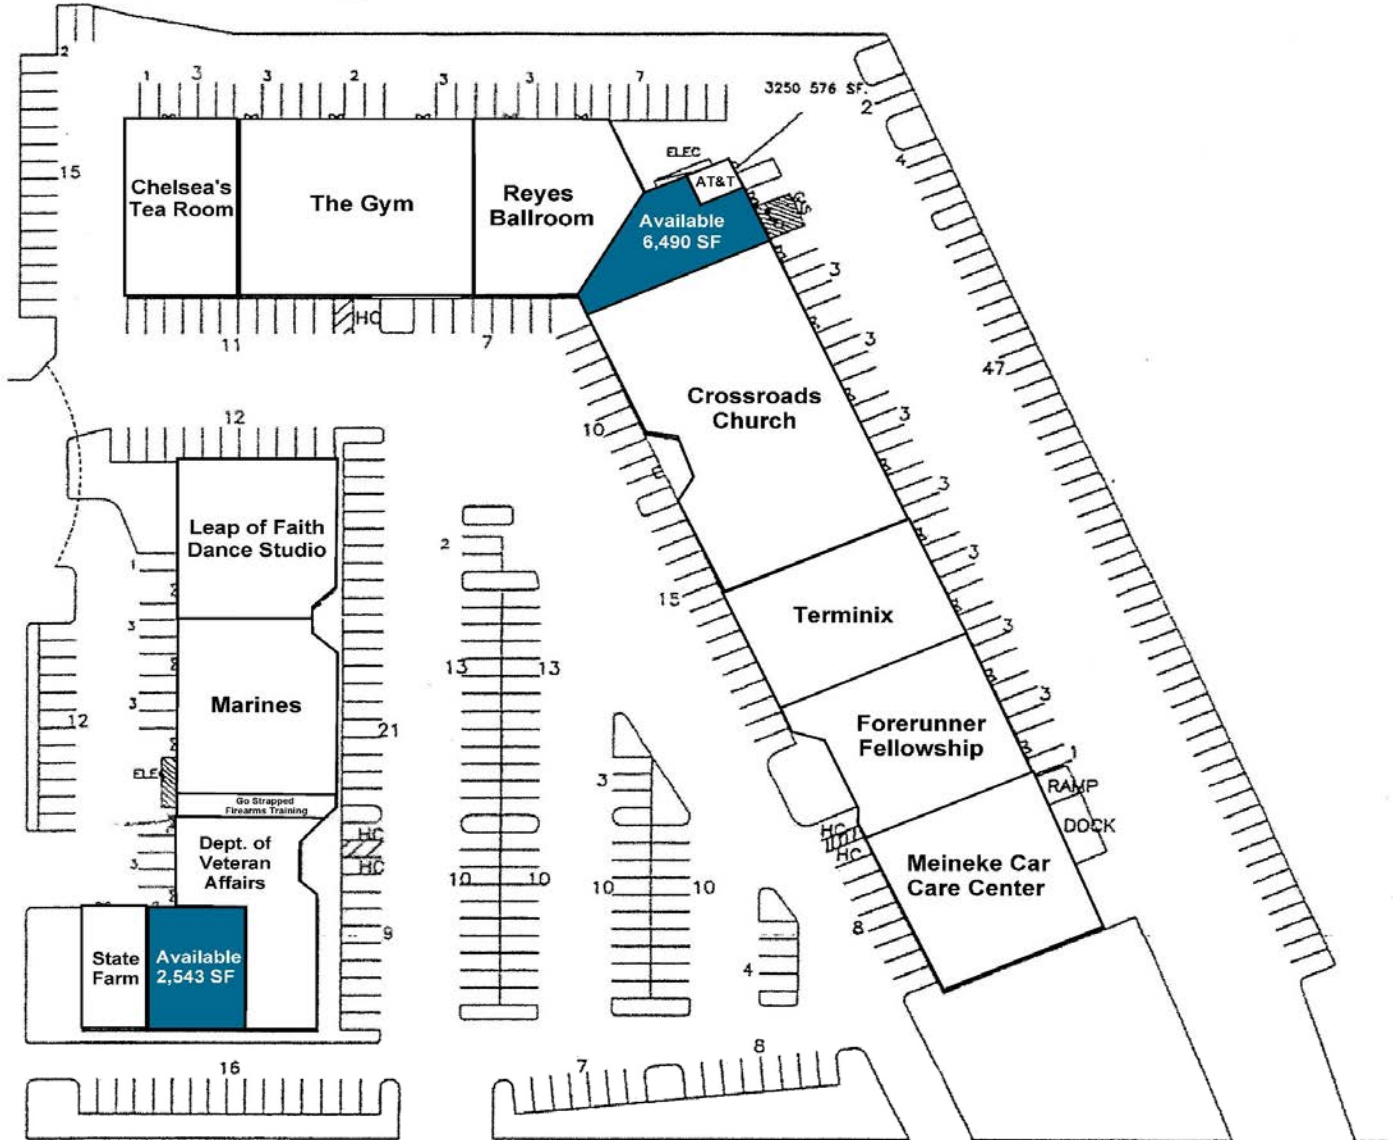 2
1
3
3
2
3
3
7
3250 576 SF.
2
4
15
ELEC
AT&T
GAS
Chelsea's
Tea Room
The Gym
Reyes
Ballroom
Available
6,490 SF
11
HC
7
3
3
3
3
3
3
3
1
47
Crossroads
Church
10
15
Terminix
Forerunner
Fellowship
RAMP
DOCK
Meineke Car
Care Center
HC
HC
8
12
Leap of Faith
Dance Studio
1
3
3
12
Marines
21
ELE
Go Strapped
Firearms Training
Dept. of
Veteran
Affairs
HC
HC
3
9
State
Farm
Available
2,543 SF
2
13
13
10
10
3
10
10
4
16
7
8